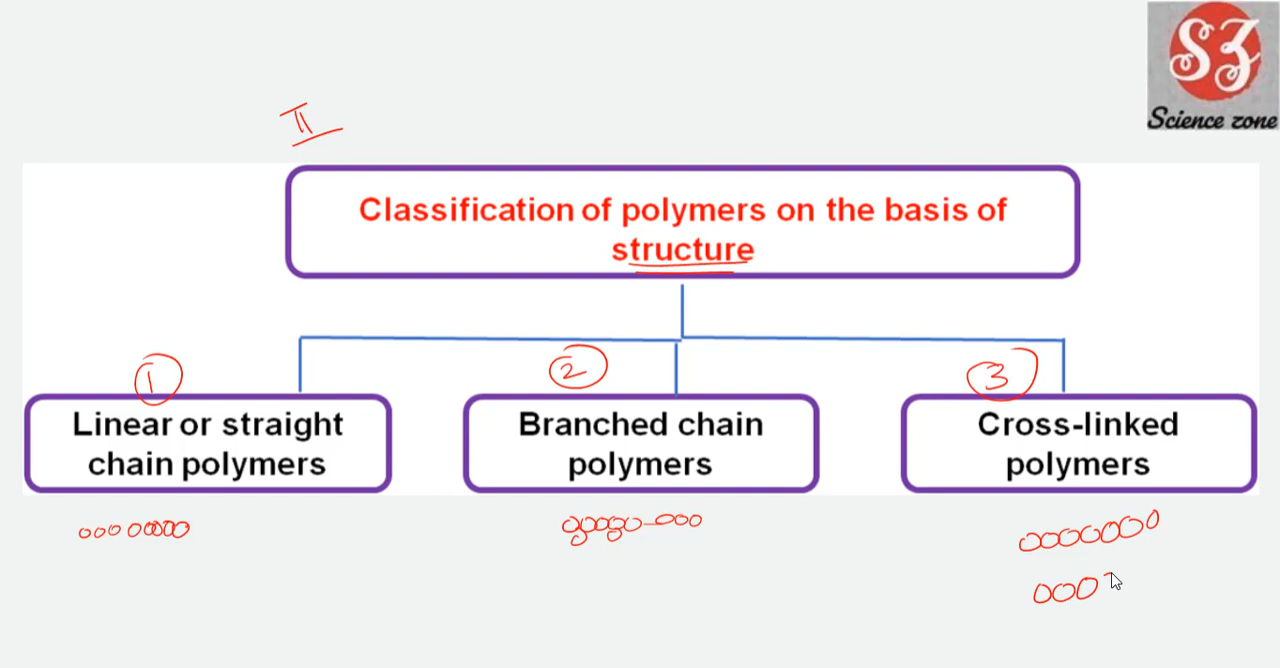 SZ
Science zone
II
Classification of polymers on the basis of
structure
1
2
3
Linear or straight
chain polymers
Branched chain
polymers
Cross-linked
polymers